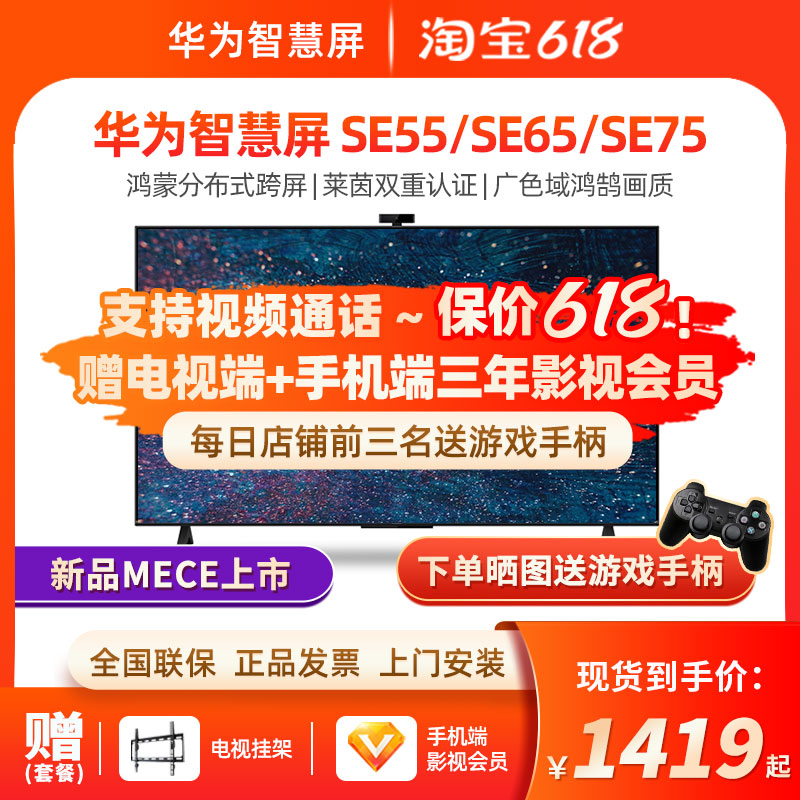 华为智慧屏 | 淘宝618
华为智慧屏 SE55/SE65/SE75
鸿蒙分布式跨屏|莱茵双重认证|广色域鸿鹄画质
支持视频通话 ~ 保价618!
赠电视端+手机端三年影视会员
每日店铺前三名送游戏手柄
新品MECE上市
下单晒图送游戏手柄
全国联保 正品发票 上门安装
现货到手价:
¥1419起
赠
(套餐)
电视挂架
手机端
影视会员